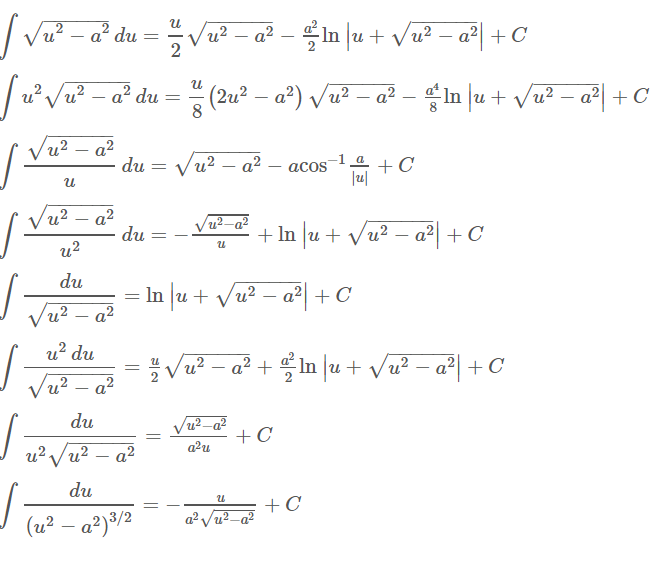 ∫ √(u² − a²) du = u/2 √(u² − a²) − a²/2 ln |u + √(u² − a²)| + C
∫ u² √(u² − a²) du = u/8 (2u² − a²) √(u² − a²) − a⁴/8 ln |u + √(u² − a²)| + C
∫ √(u² − a²)/u du = √(u² − a²) − acos⁻¹ a/|u| + C
∫ √(u² − a²)/u² du = − √(u²−a²)/u + ln |u + √(u² − a²)| + C
∫ du/√(u² − a²) = ln |u + √(u² − a²)| + C
∫ u² du/√(u² − a²) = u/2 √(u² − a²) + a²/2 ln |u + √(u² − a²)| + C
∫ du/(u² √(u² − a²)) = √(u²−a²)/(a²u) + C
∫ du/(u² − a²)^(3/2) = − u/(a² √(u²−a²)) + C